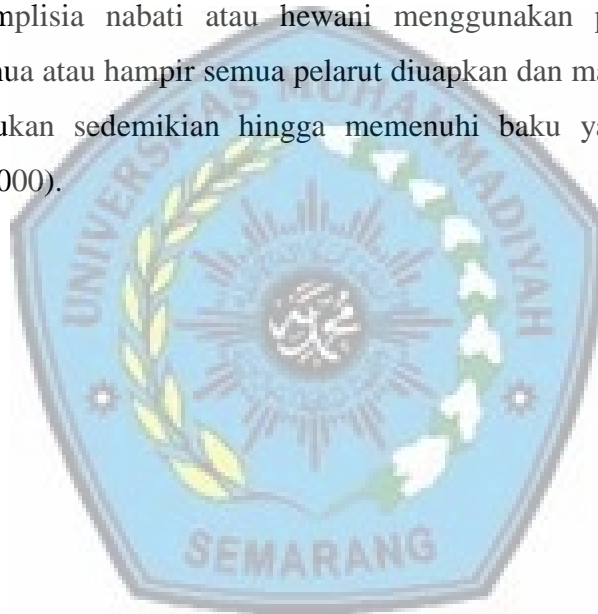 mplisia nabati atau hewani menggunakan p
ua atau hampir semua pelarut diuapkan dan ma
ukan sedemikian hingga memenuhi baku ya
000).
UNIVERSITAS MUHAMMADIYAH
محمدية
SEMARANG